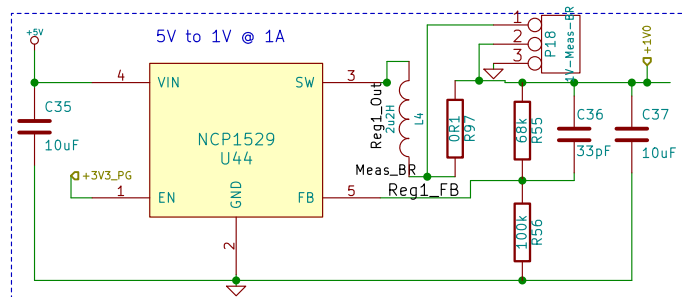 +5V
5V to 1V @ 1A
1
2
3
P18
1V-Meas-BR
+1V0
4
VIN
SW
3
C35
10uF
NCP1529
U44
Reg1_Out
2u2H
L4
0R1
R97
68k
R55
C36
33pF
C37
10uF
+3V3_PG
1
EN
GND
FB
5
Meas_BR
Reg1_FB
2
100k
R56